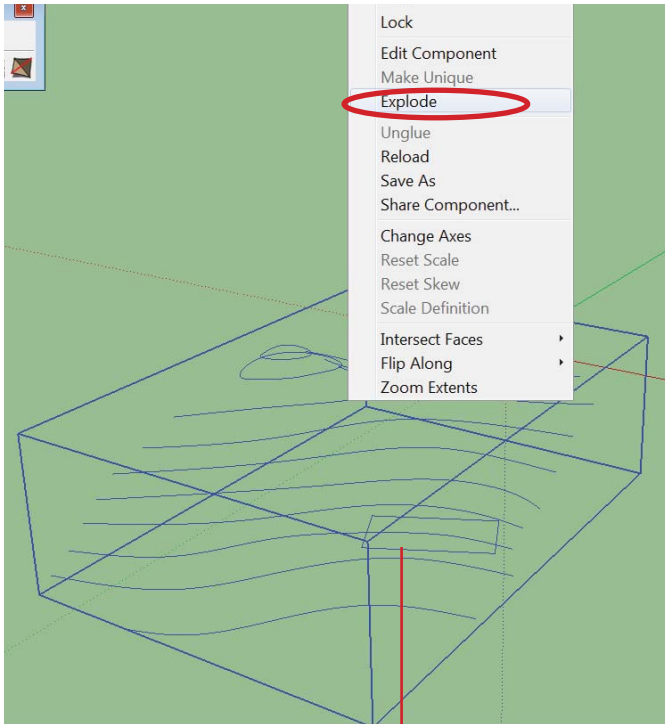 Lock
Edit Component
Make Unique
Explode
Unglue
Reload
Save As
Share Component...
Change Axes
Reset Scale
Reset Skew
Scale Definition
Intersect Faces
Flip Along
Zoom Extents